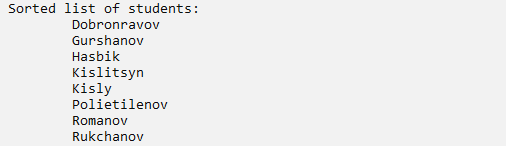 Sorted list of students:
Dobronravov
Gurshanov
Hasbik
Kislitsyn
Kisly
Polietilenov
Romanov
Rukchanov